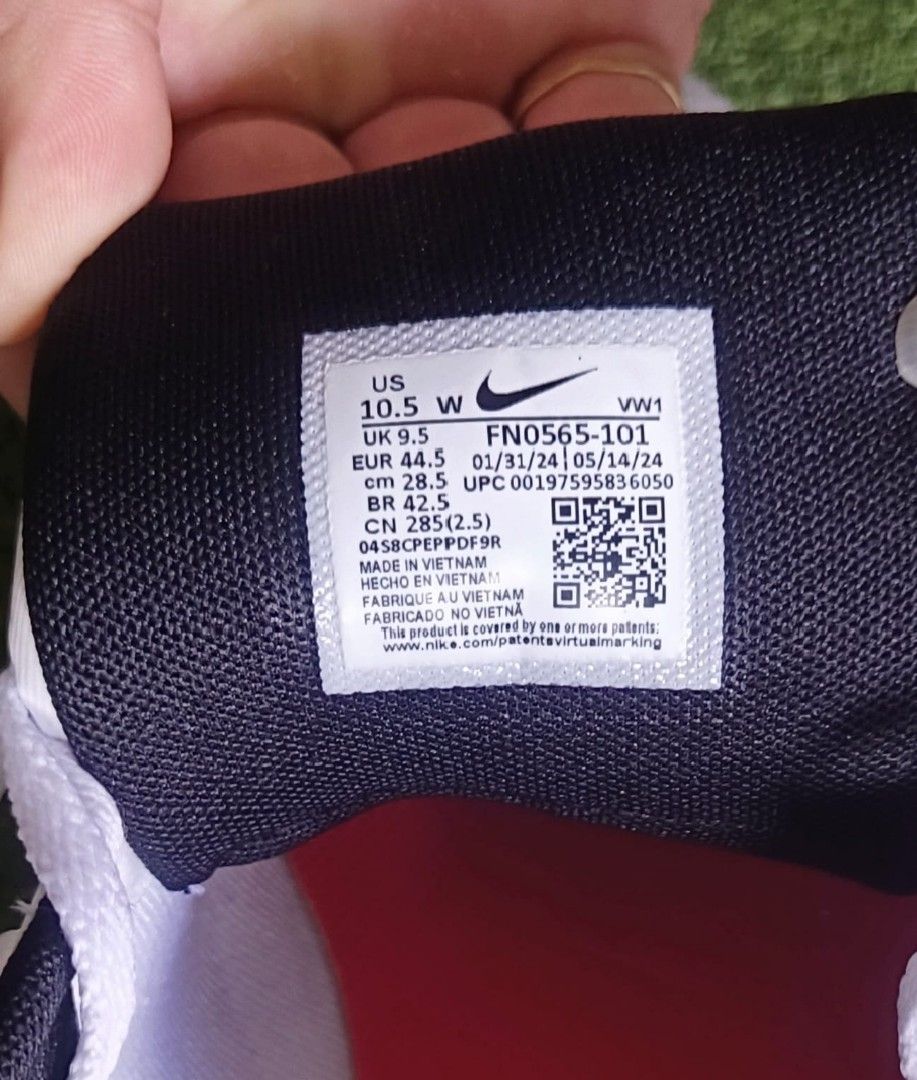 US
10.5 W VW1
UK 9.5 FN0565-101
EUR 44.5 01/31/24|05/14/24
cm 28.5 UPC 00197595836050
BR 42.5
CN 285(2.5)
04S8CPEPPDF9R
MADE IN VIETNAM
HECHO EN VIETNAM
FABRIQUE AU VIETNAM
FABRICADO NO VIETNÃ
This product is covered by one or more patents:
www.nike.com/patentsvirtualmarking